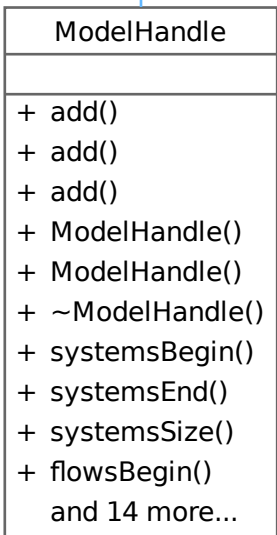 ModelHandle
+ add()
+ add()
+ add()
+ ModelHandle()
+ ModelHandle()
+ ~ModelHandle()
+ systemsBegin()
+ systemsEnd()
+ systemsSize()
+ flowsBegin()
and 14 more...